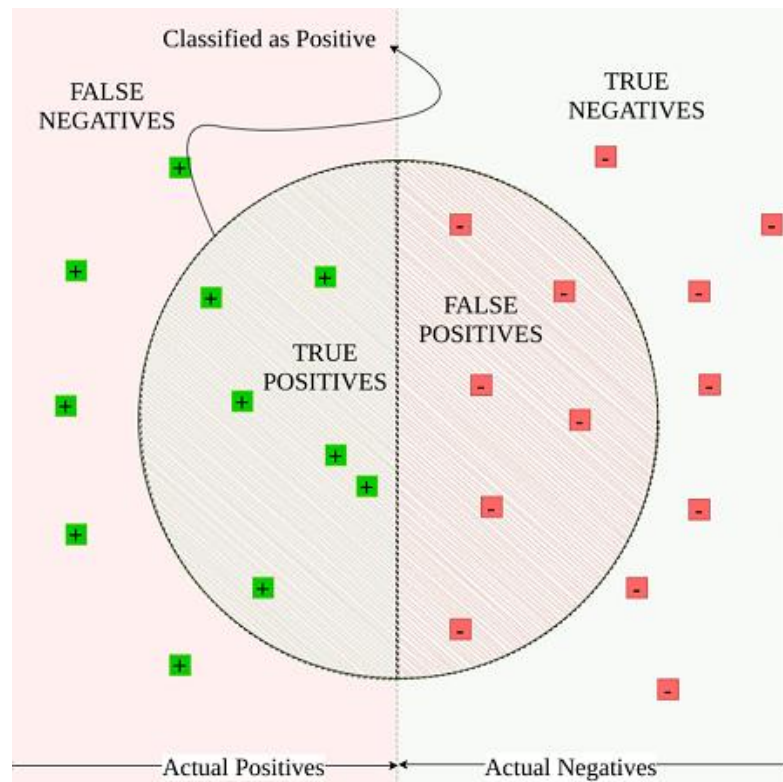 Classified as Positive
FALSE
NEGATIVES
TRUE
NEGATIVES
+
-
-
-
+
+
+
-
-
FALSE
POSITIVES
TRUE
POSITIVES
-
-
+
+
-
+
+
-
-
+
+
-
-
+
-
Actual Positives
Actual Negatives